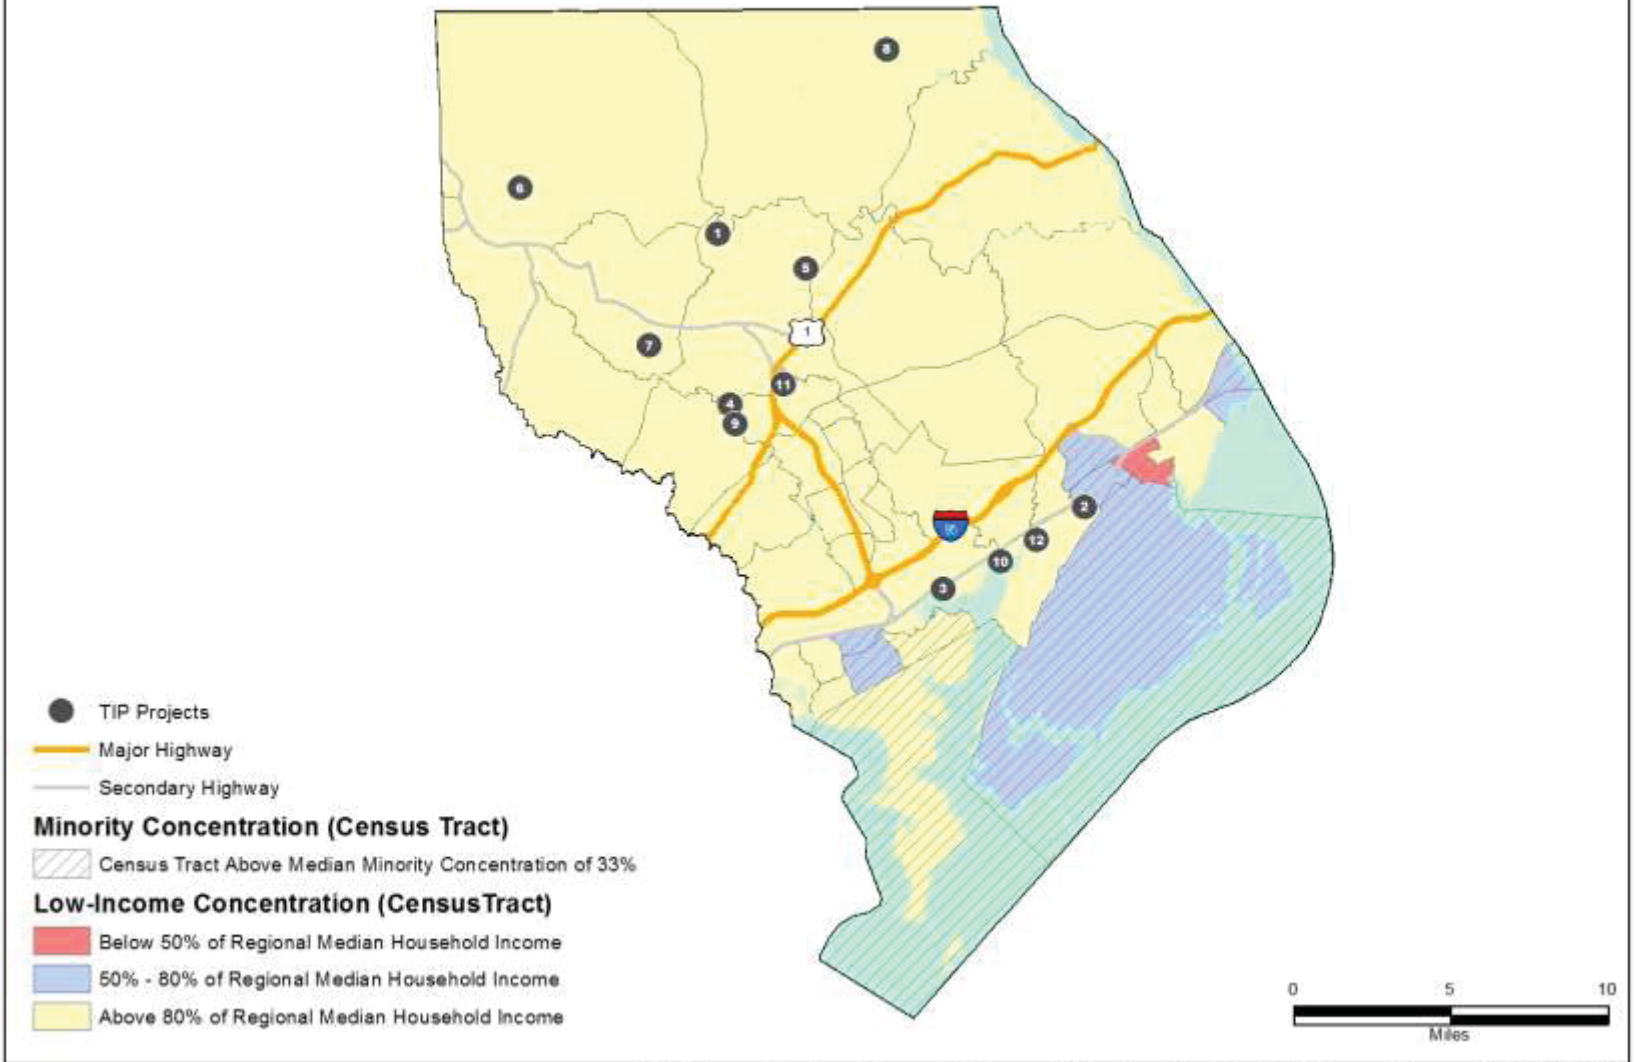 8
6
1
5
1
7
11
4
9
2
12
10
3
TIP Projects
Major Highway
Secondary Highway
Minority Concentration (Census Tract)
Census Tract Above Median Minority Concentration of 33%
Low-Income Concentration (CensusTract)
Below 50% of Regional Median Household Income
50% - 80% of Regional Median Household Income
Above 80% of Regional Median Household Income
0 5 10
Miles